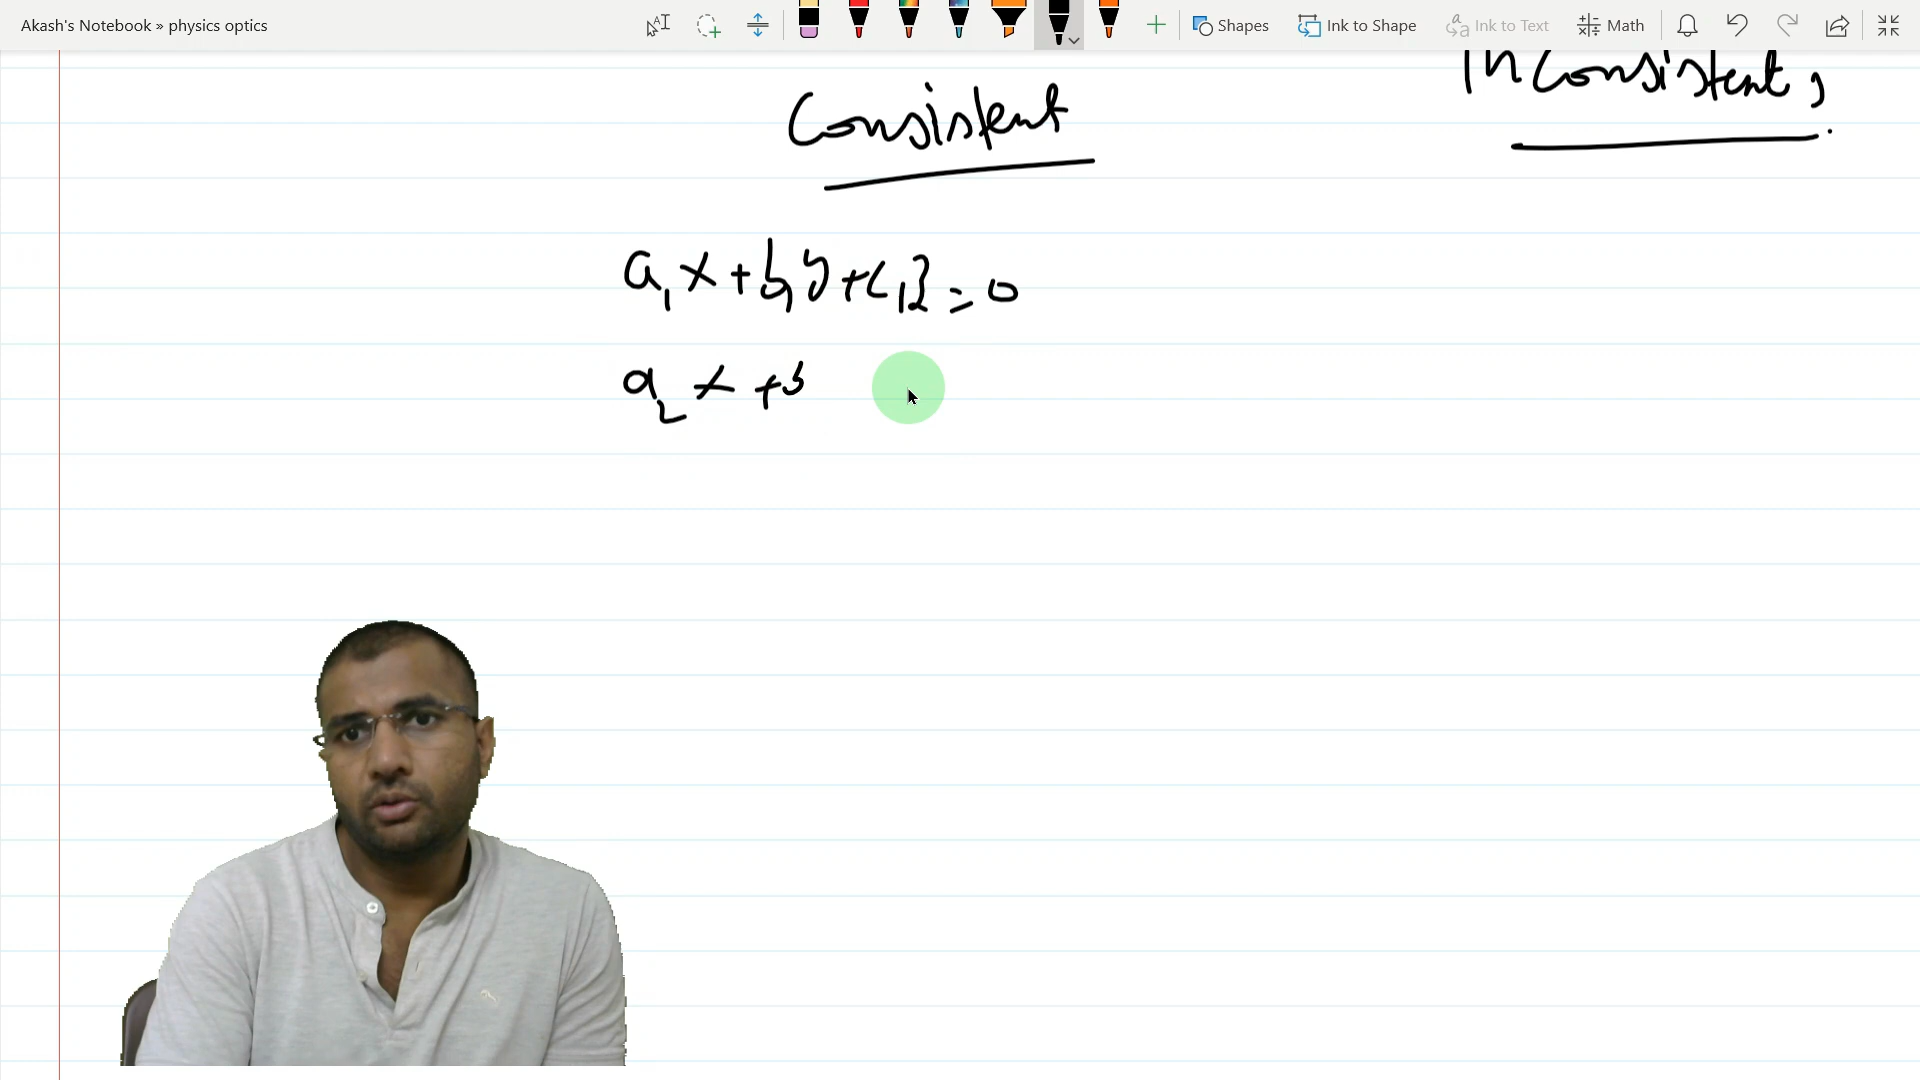 Akash's Notebook » physics optics
Shapes
Ink to Shape
Ink to Text
Math
Inconsistent,
Consistent
a₁x+b₁y+c₁z=0
a₂x+b